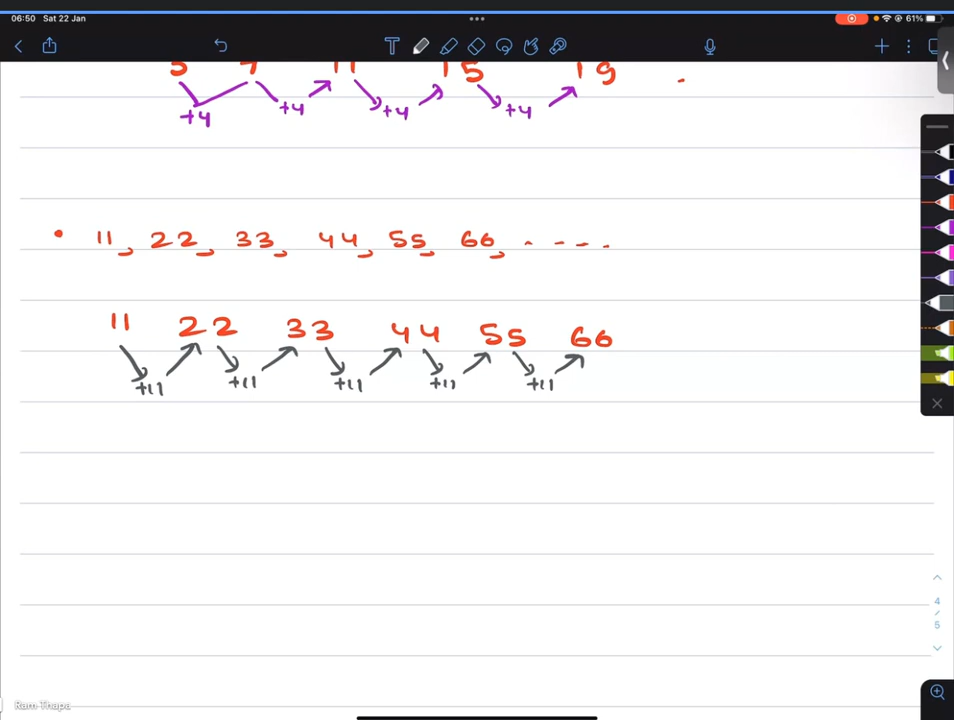 06:50 Sat 22 Jan
61%
T
7 11 15 19 .
+4 +4 +4 +4
• 11, 22, 33, 44, 55, 66, - - - - .
11 22 33 44 55 66
+11 +11 +11 +11 +11
4
/
5
Ram Thapa